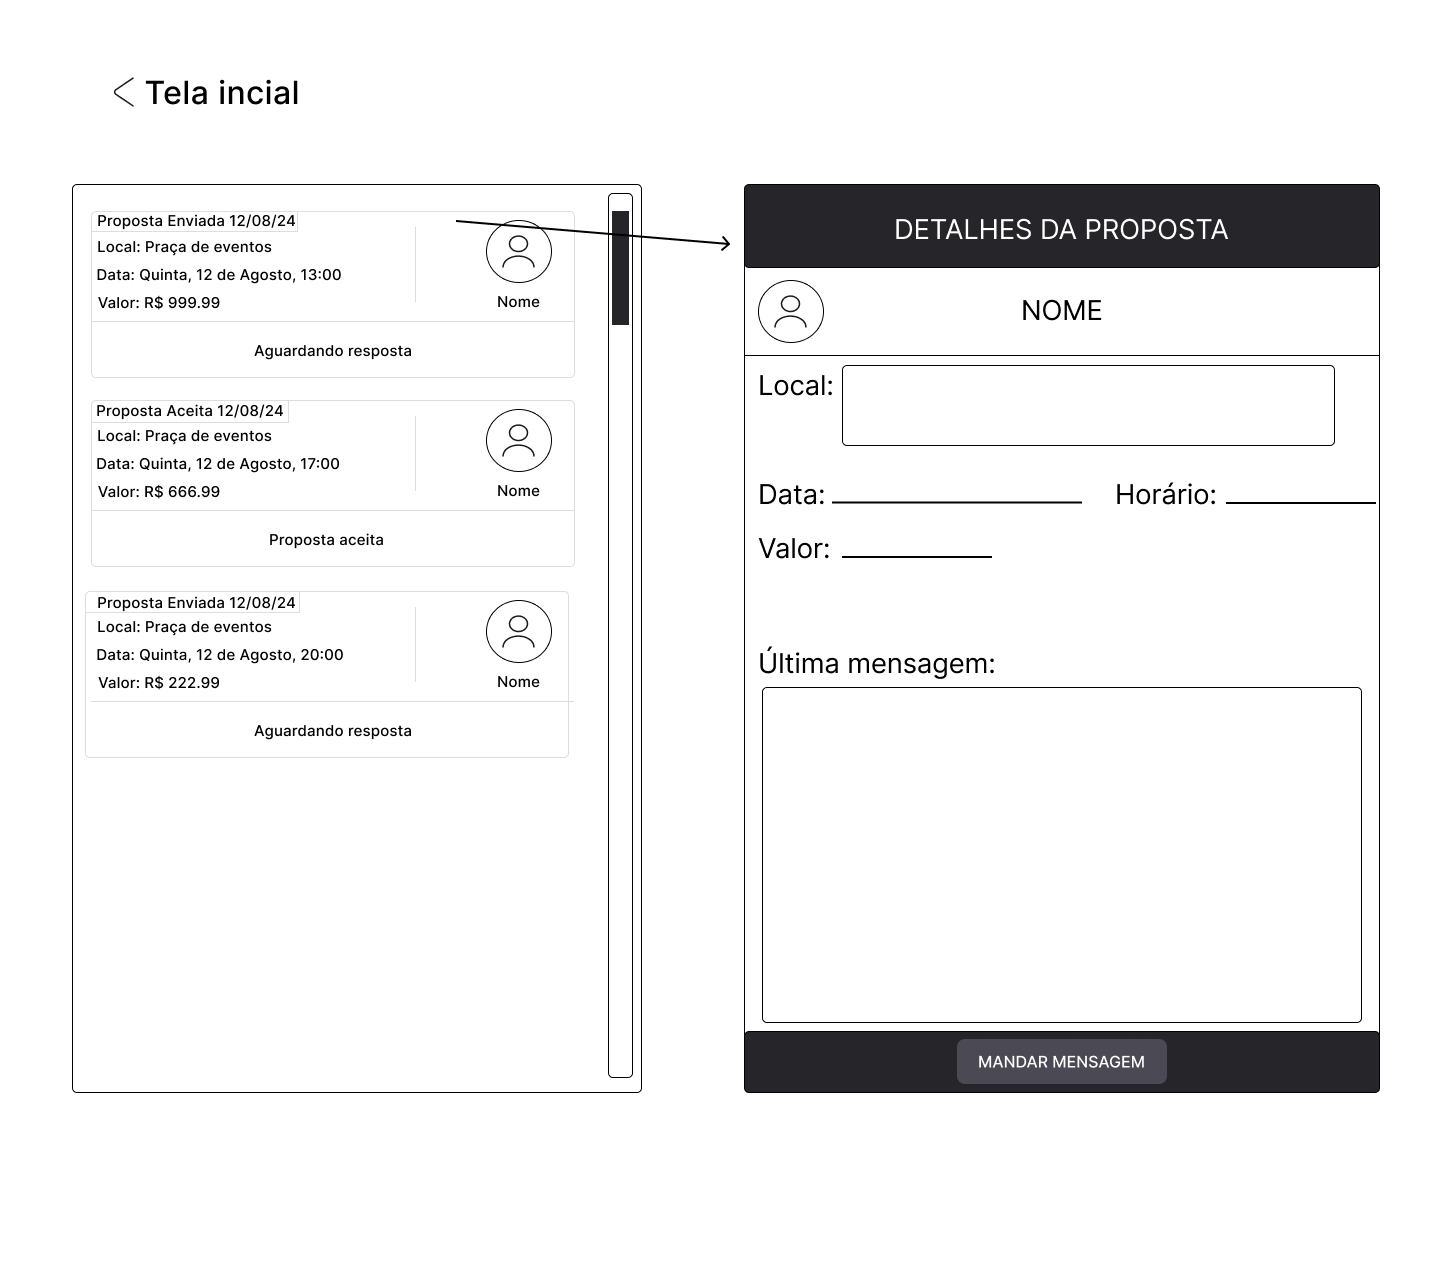 Tela incial
Proposta Enviada 12/08/24
Local: Praça de eventos
Data: Quinta, 12 de Agosto, 13:00
Valor: R$ 999.99
Nome
Aguardando resposta
Proposta Aceita 12/08/24
Local: Praça de eventos
Data: Quinta, 12 de Agosto, 17:00
Valor: R$ 666.99
Nome
Proposta aceita
Proposta Enviada 12/08/24
Local: Praça de eventos
Data: Quinta, 12 de Agosto, 20:00
Valor: R$ 222.99
Nome
Aguardando resposta
DETALHES DA PROPOSTA
NOME
Local:
Data: Horário:
Valor:
Última mensagem:
MANDAR MENSAGEM